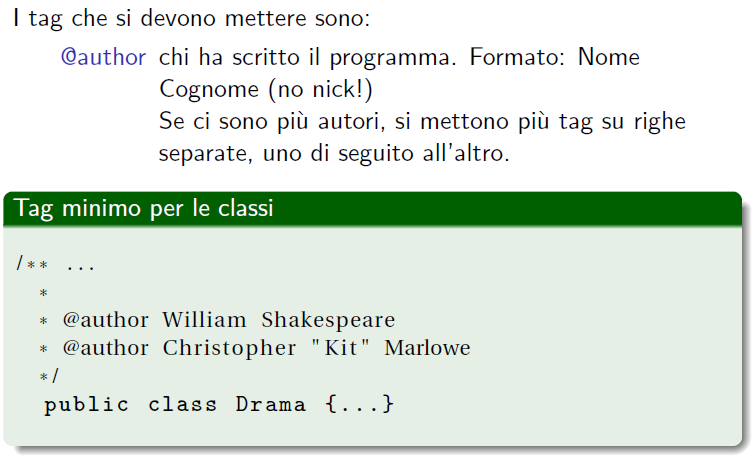 I tag che si devono mettere sono:
@author chi ha scritto il programma. Formato: Nome
Cognome (no nick!)
Se ci sono più autori, si mettono più tag su righe
separate, uno di seguito all'altro.
Tag minimo per le classi
/** ...
*
* @author William Shakespeare
* @author Christopher "Kit" Marlowe
*/
public class Drama {...}